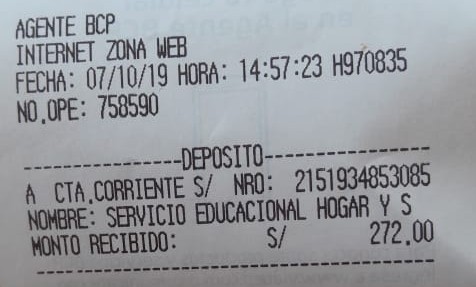 AGENTE BCP
INTERNET ZONA WEB
FECHA: 07/10/19 HORA: 14:57:23 H970835
NO.OPE: 758590
----------------DEPOSITO----------------
A CTA.CORRIENTE S/ NRO: 2151934853085
NOMBRE: SERVICIO EDUCACIONAL HOGAR Y S
MONTO RECIBIDO: S/ 272.00
----------------------------------------